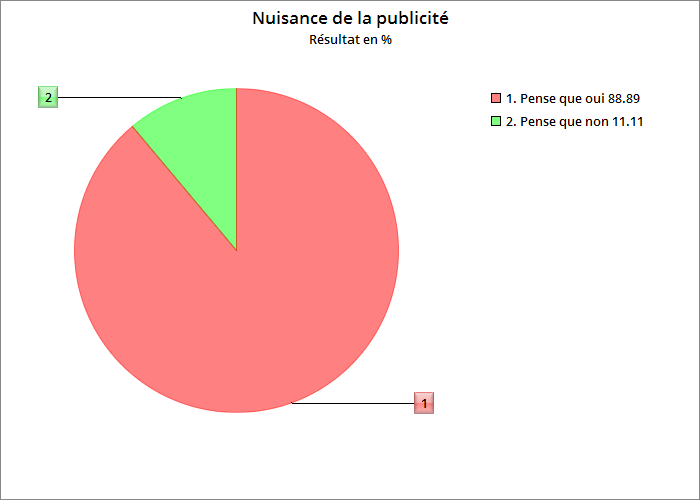 Nuisance de la publicité
Résultat en %
2
1. Pense que oui 88.89
2. Pense que non 11.11
1